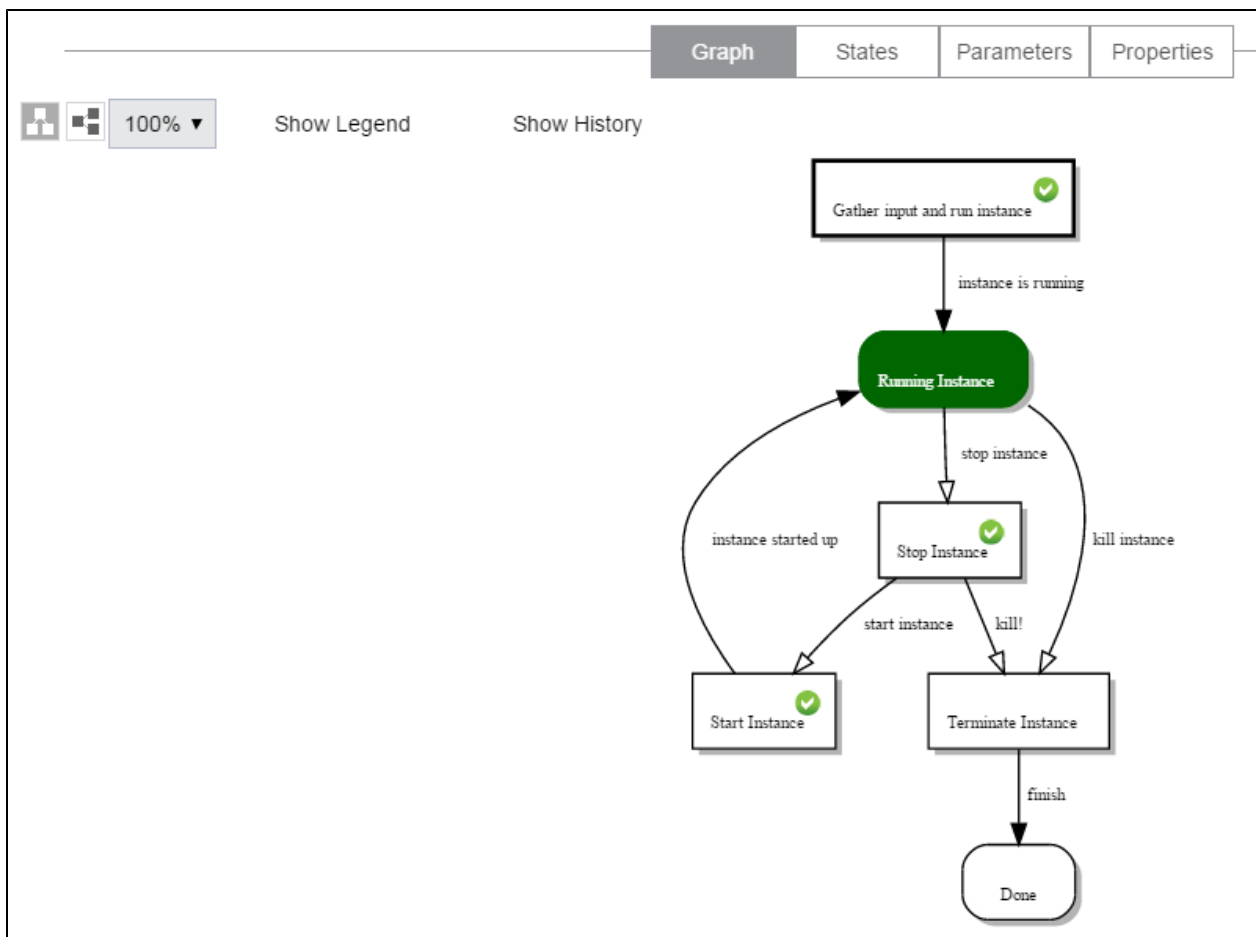 Graph
States
Parameters
Properties
100% ▼
Show Legend
Show History
Gather input and run instance
instance is running
Running Instance
stop instance
instance started up
Stop Instance
kill instance
start instance
kill!
Start Instance
Terminate Instance
finish
Done